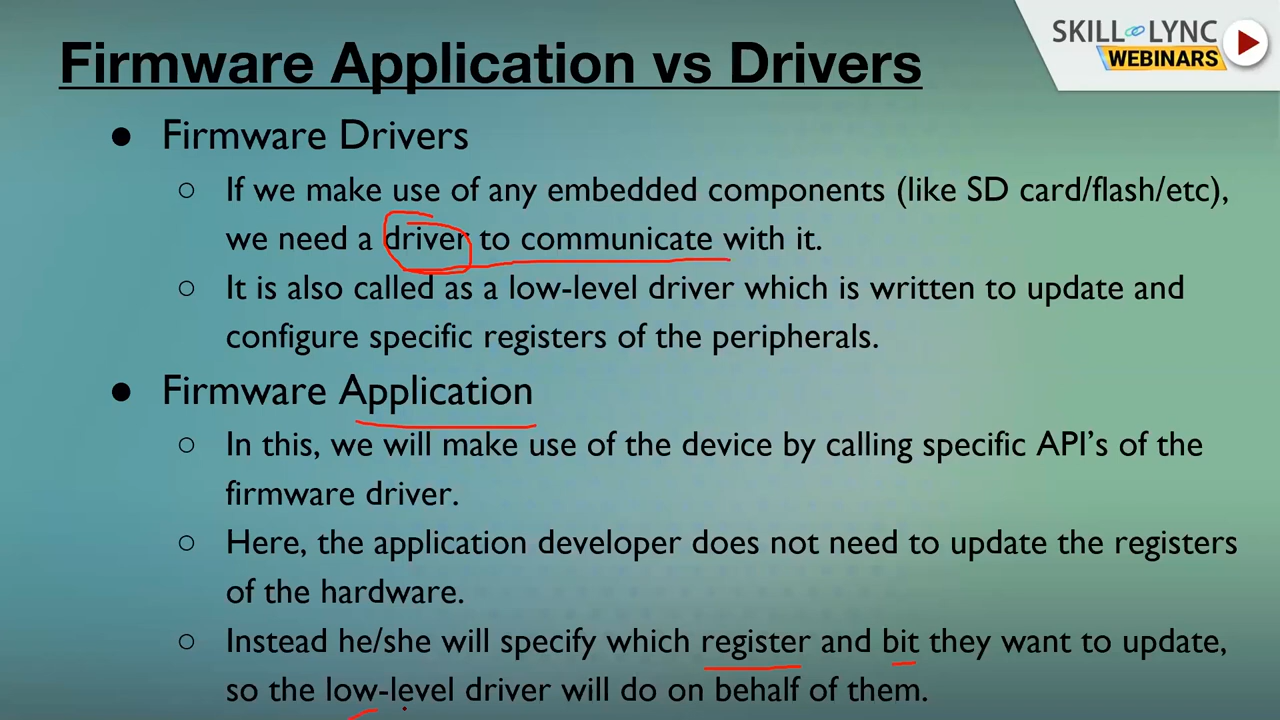 SKILL LYNC
WEBINARS
Firmware Application vs Drivers
● Firmware Drivers
○ If we make use of any embedded components (like SD card/flash/etc),
we need a driver to communicate with it.
○ It is also called as a low-level driver which is written to update and
configure specific registers of the peripherals.
● Firmware Application
○ In this, we will make use of the device by calling specific API's of the
firmware driver.
○ Here, the application developer does not need to update the registers
of the hardware.
○ Instead he/she will specify which register and bit they want to update,
so the low-level driver will do on behalf of them.